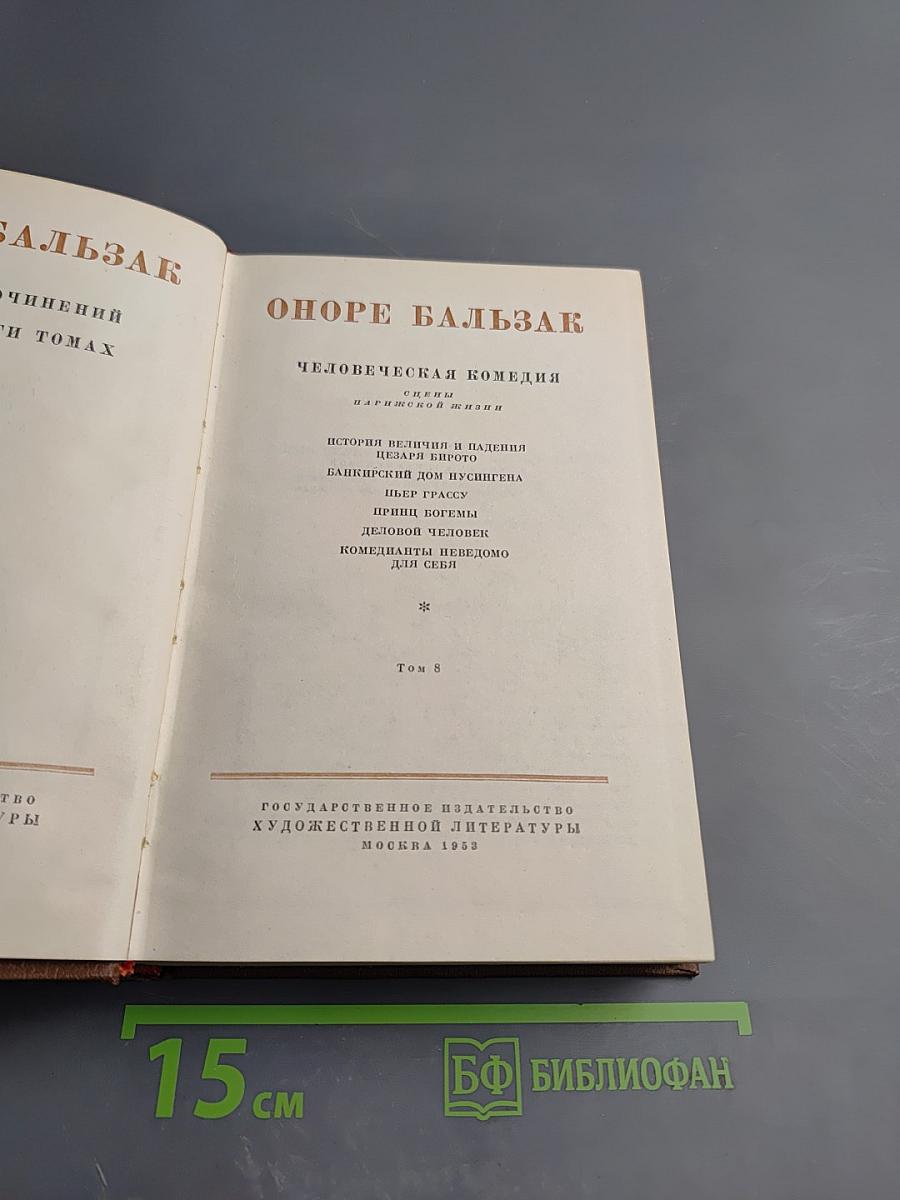 БАЛЬЗАК
ОЧИНЕНИЙ
ТИ ТОМАХ
ТВО
УРЫ
ОНОРЕ БАЛЬЗАК
ЧЕЛОВЕЧЕСКАЯ КОМЕДИЯ
СЦЕНЫ
ПАРИЖСКОЙ ЖИЗНИ
ИСТОРИЯ ВЕЛИЧИЯ И ПАДЕНИЯ
ЦЕЗАРЯ БИРОТО
БАНКИРСКИЙ ДОМ НУСИНГЕНА
ПЬЕР ГРАССУ
ПРИНЦ БОГЕМЫ
ДЕЛОВОЙ ЧЕЛОВЕК
КОМЕДИАНТЫ НЕВЕДОМО
ДЛЯ СЕБЯ
*
Том 8
ГОСУДАРСТВЕННОЕ ИЗДАТЕЛЬСТВО
ХУДОЖЕСТВЕННОЙ ЛИТЕРАТУРЫ
МОСКВА 1953
15 см
БФ БИБЛИОФАН